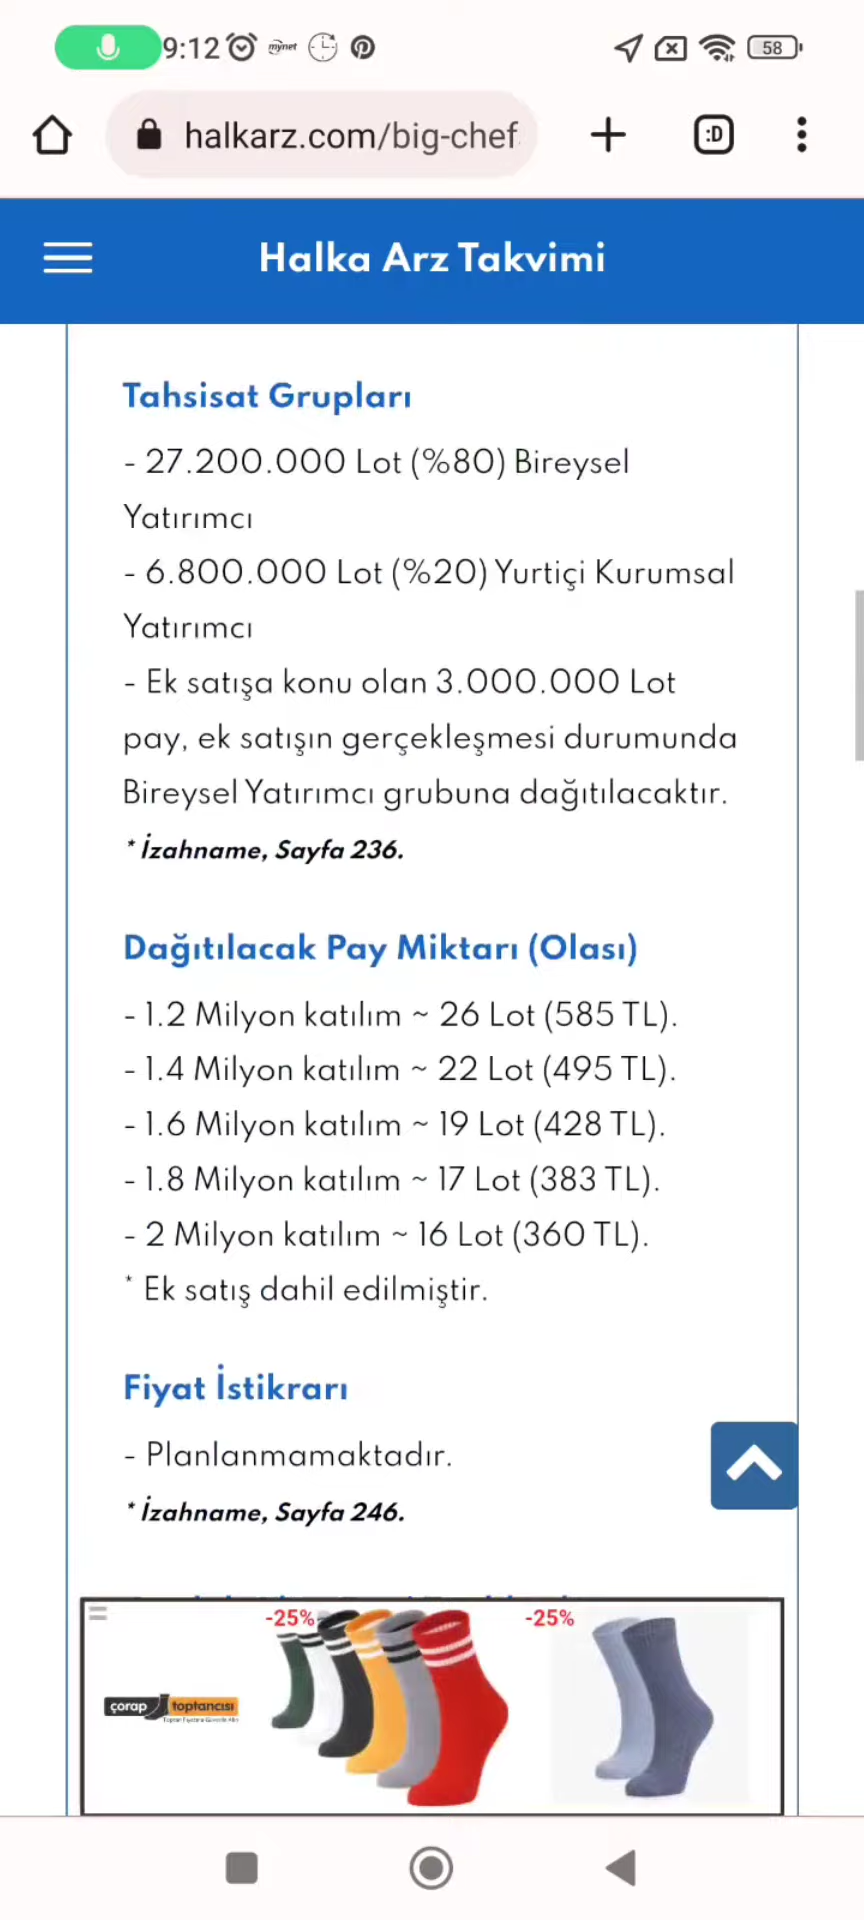 9:12 mynet 58
halkarz.com/big-chef
:D
Halka Arz Takvimi
Tahsisat Grupları
- 27.200.000 Lot (%80) Bireysel
Yatırımcı
- 6.800.000 Lot (%20) Yurtiçi Kurumsal
Yatırımcı
- Ek satışa konu olan 3.000.000 Lot
pay, ek satışın gerçekleşmesi durumunda
Bireysel Yatırımcı grubuna dağıtılacaktır.
* İzahname, Sayfa 236.
Dağıtılacak Pay Miktarı (Olası)
- 1.2 Milyon katılım ~ 26 Lot (585 TL).
- 1.4 Milyon katılım ~ 22 Lot (495 TL).
- 1.6 Milyon katılım ~ 19 Lot (428 TL).
- 1.8 Milyon katılım ~ 17 Lot (383 TL).
- 2 Milyon katılım ~ 16 Lot (360 TL).
* Ek satış dahil edilmiştir.
Fiyat İstikrarı
- Planlanmamaktadır.
* İzahname, Sayfa 246.
-25% -25%
çorap toptancısı